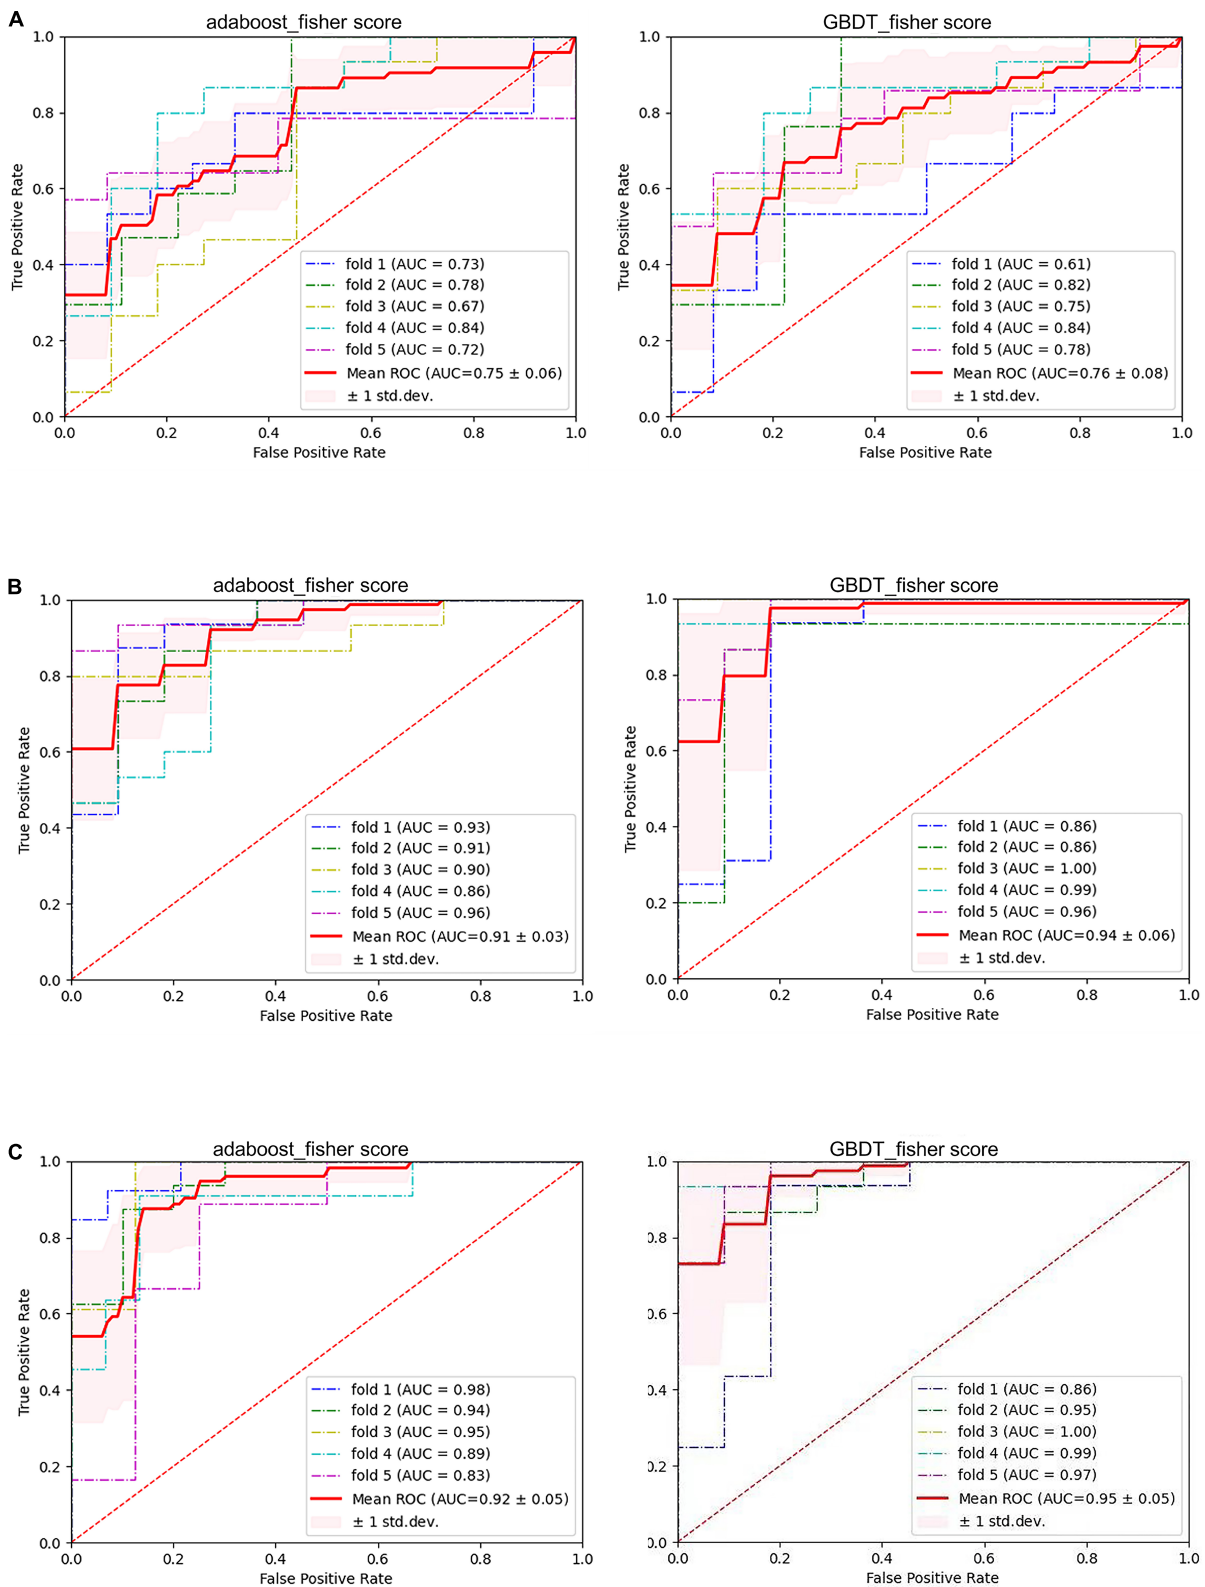 A
adaboost_fisher score
1.0
0.8
0.6
0.4
0.2
0.0
True Positive Rate
fold 1 (AUC = 0.73)
fold 2 (AUC = 0.78)
fold 3 (AUC = 0.67)
fold 4 (AUC = 0.84)
fold 5 (AUC = 0.72)
Mean ROC (AUC=0.75 ± 0.06)
± 1 std.dev.
0.0 0.2 0.4 0.6 0.8 1.0
False Positive Rate
GBDT_fisher score
1.0
0.8
0.6
0.4
0.2
0.0
True Positive Rate
fold 1 (AUC = 0.61)
fold 2 (AUC = 0.82)
fold 3 (AUC = 0.75)
fold 4 (AUC = 0.84)
fold 5 (AUC = 0.78)
Mean ROC (AUC=0.76 ± 0.08)
± 1 std.dev.
0.0 0.2 0.4 0.6 0.8 1.0
False Positive Rate
B
adaboost_fisher score
1.0
0.8
0.6
0.4
0.2
0.0
True Positive Rate
fold 1 (AUC = 0.93)
fold 2 (AUC = 0.91)
fold 3 (AUC = 0.90)
fold 4 (AUC = 0.86)
fold 5 (AUC = 0.96)
Mean ROC (AUC=0.91 ± 0.03)
± 1 std.dev.
0.0 0.2 0.4 0.6 0.8 1.0
False Positive Rate
GBDT_fisher score
1.0
0.8
0.6
0.4
0.2
0.0
True Positive Rate
fold 1 (AUC = 0.86)
fold 2 (AUC = 0.86)
fold 3 (AUC = 1.00)
fold 4 (AUC = 0.99)
fold 5 (AUC = 0.96)
Mean ROC (AUC=0.94 ± 0.06)
± 1 std.dev.
0.0 0.2 0.4 0.6 0.8 1.0
False Positive Rate
C
adaboost_fisher score
1.0
0.8
0.6
0.4
0.2
0.0
True Positive Rate
fold 1 (AUC = 0.98)
fold 2 (AUC = 0.94)
fold 3 (AUC = 0.95)
fold 4 (AUC = 0.89)
fold 5 (AUC = 0.83)
Mean ROC (AUC=0.92 ± 0.05)
± 1 std.dev.
0.0 0.2 0.4 0.6 0.8 1.0
False Positive Rate
GBDT_fisher score
1.0
0.8
0.6
0.4
0.2
0.0
True Positive Rate
fold 1 (AUC = 0.86)
fold 2 (AUC = 0.95)
fold 3 (AUC = 1.00)
fold 4 (AUC = 0.99)
fold 5 (AUC = 0.97)
Mean ROC (AUC=0.95 ± 0.05)
± 1 std.dev.
0.0 0.2 0.4 0.6 0.8 1.0
False Positive Rate